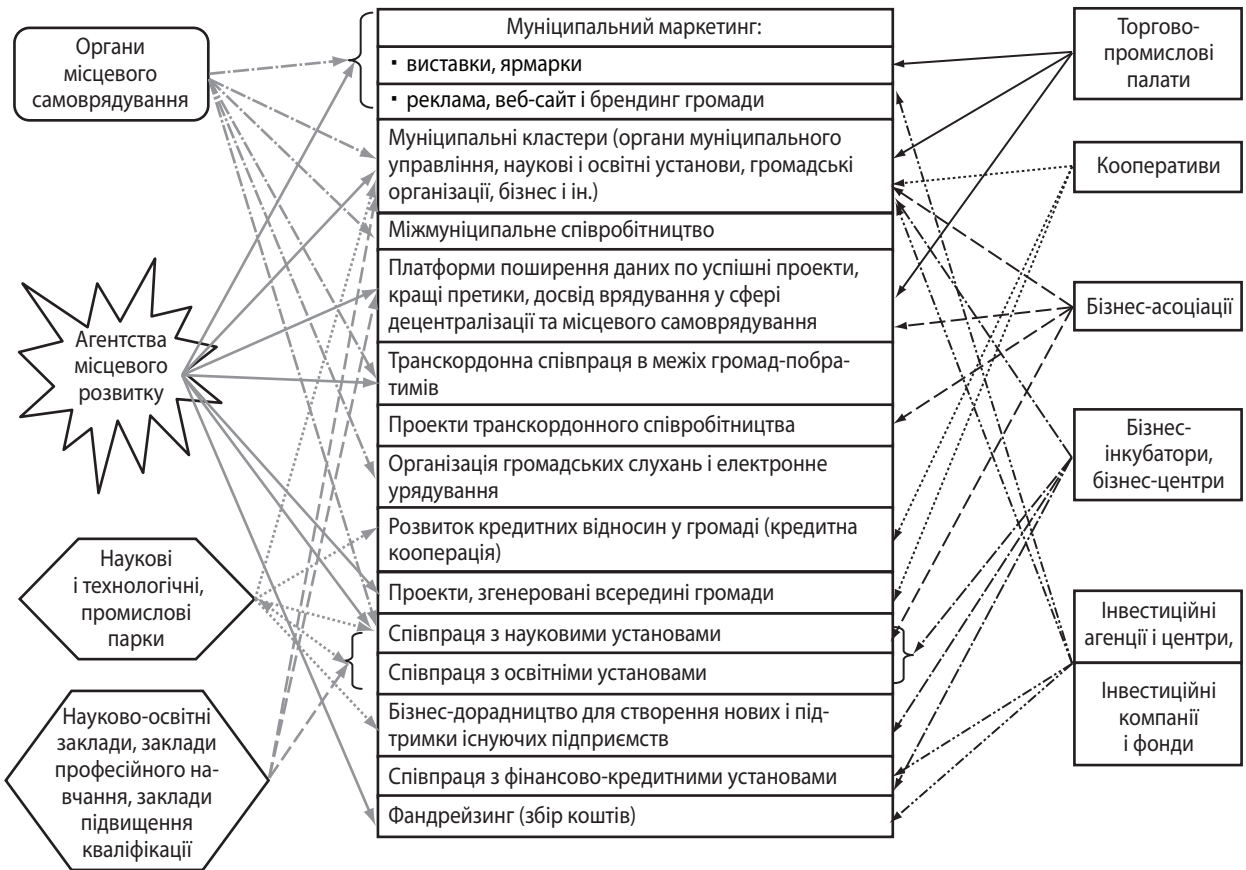 Органи
місцевого
самоврядування
Агентства
місцевого
розвитку
Наукові
і технологічні,
промислові
парки
Науково-освітні
заклади, заклади
професійного на-
вчання, заклади
підвищення
кваліфікації
Муніципальний маркетинг:
▪ виставки, ярмарки
▪ реклама, веб-сайт і брендинг громади
Муніципальні кластери (органи муніципального
управління, наукові і освітні установи, громадські
організації, бізнес і ін.)
Міжмуніципальне співробітництво
Платформи поширення даних по успішні проекти,
кращі претики, досвід врядування у сфері
децентралізації та місцевого самоврядування
Транскордонна співпраця в межіх громад-побра-
тимів
Проекти транскордонного співробітництва
Організація громадських слухань і електронне
урядування
Розвиток кредитних відносин у громаді (кредитна
кооперація)
Проекти, згенеровані всередині громади
Співпраця з науковими установами
Співпраця з освітніми установами
Бізнес-дорадництво для створення нових і під-
тримки існуючих підприємств
Співпраця з фінансово-кредитними установами
Фандрейзинг (збір коштів)
Торгово-
промислові
палати
Кооперативи
Бізнес-асоціації
Бізнес-
інкубатори,
бізнес-центри
Інвестиційні
агенції і центри,
Інвестиційні
компанії
і фонди